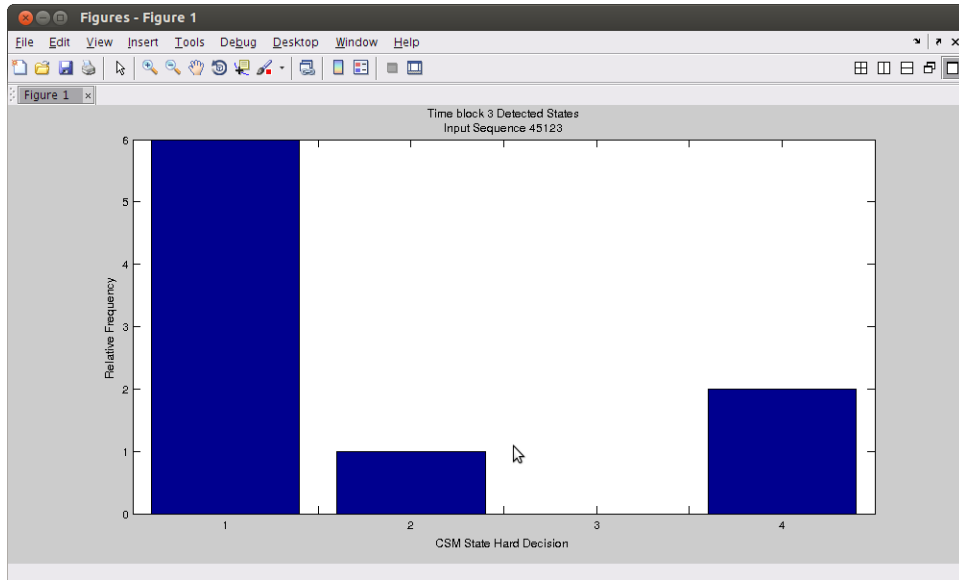 Figures - Figure 1
File Edit View Insert Tools Debug Desktop Window Help
Figure 1
Time block 3 Detected States
Input Sequence 45123
6
5
4
3
2
1
0
Relative Frequency
1 2 3 4
CSM State Hard Decision